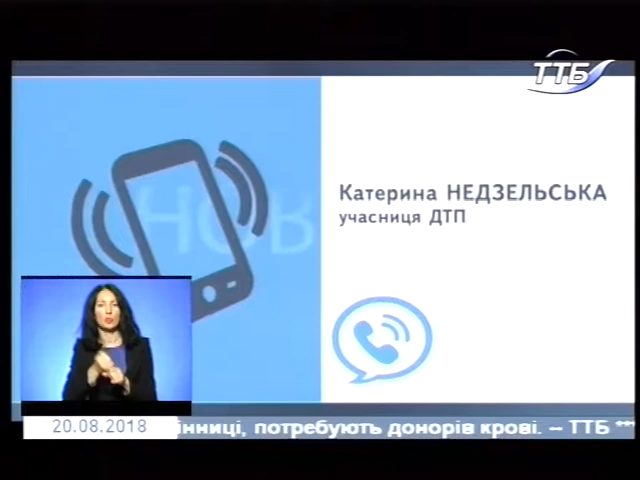 ТТБ
Катерина НЕДЗЕЛЬСЬКА
учасниця ДТП
20.08.2018
інниці, потребують донорів крові. -- ТТБ **